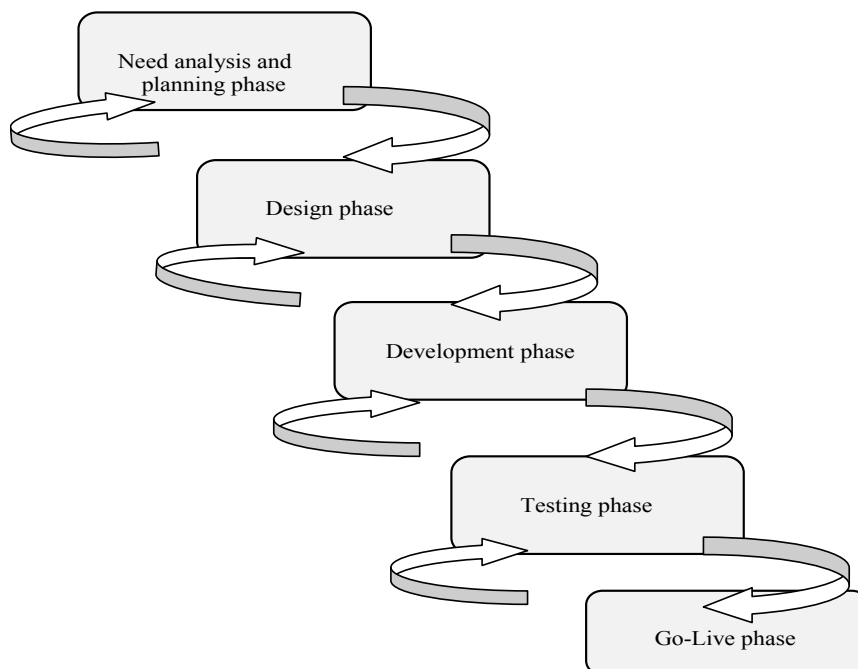 Need analysis and
planning phase
Design phase
Development phase
Testing phase
Go-Live phase